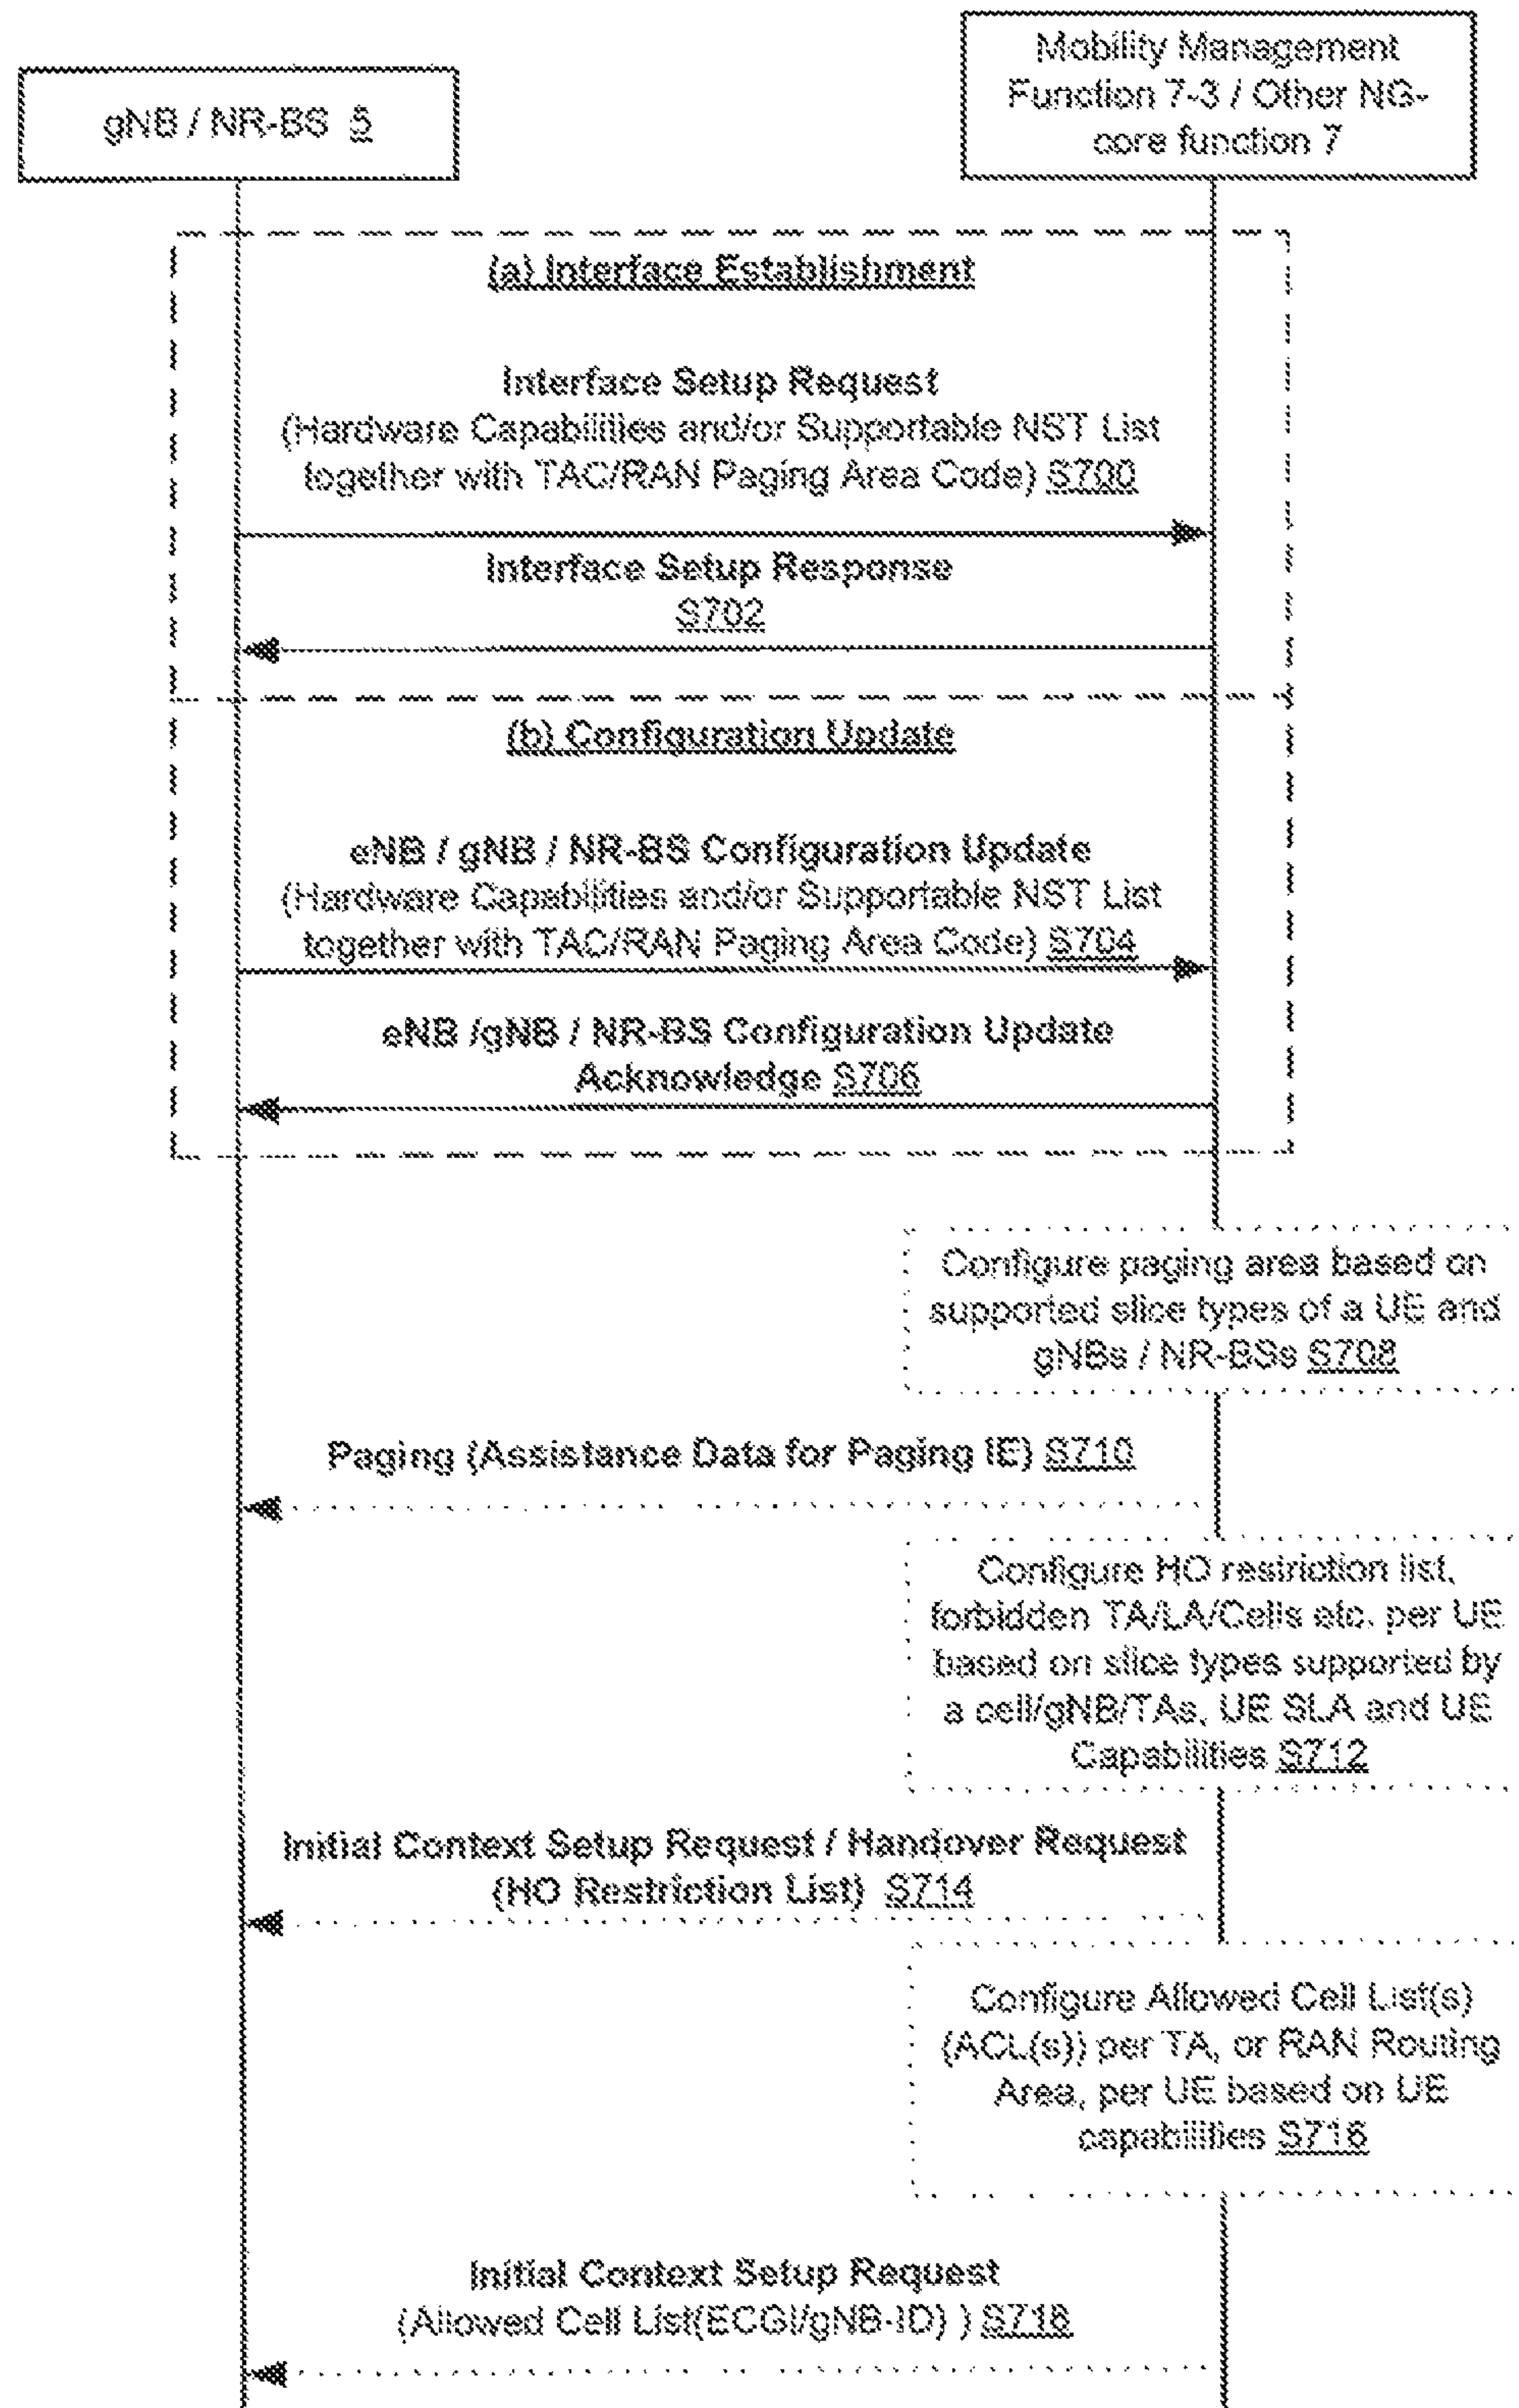 Mobility Management
Function 7-3 / Other NG-
core function 7
gNB / NR-BS 5
(a) Interface Establishment
Interface Setup Request
(Hardware Capabilities and/or Supportable NST List
together with TAC/RAN Paging Area Code) S700
Interface Setup Response
S702
(b) Configuration Update
eNB / gNB / NR-BS Configuration Update
(Hardware Capabilities and/or Supportable NST List
together with TAC/RAN Paging Area Code) S704
eNB /gNB / NR-BS Configuration Update
Acknowledge S706
Configure paging area based on
supported slice types of a UE and
gNBs / NR-BSs S708
Paging (Assistance Data for Paging IE) S710
Configure HO restriction list,
forbidden TA/LA/Cells etc. per UE
based on slice types supported by
a cell/gNB/TAs, UE SLA and UE
Capabilities S712
Initial Context Setup Request / Handover Request
(HO Restriction List) S714
Configure Allowed Cell List(s)
(ACL(s)) per TA, or RAN Routing
Area, per UE based on UE
capabilities S716
Initial Context Setup Request
(Allowed Cell List(ECGI/gNB-ID) ) S718